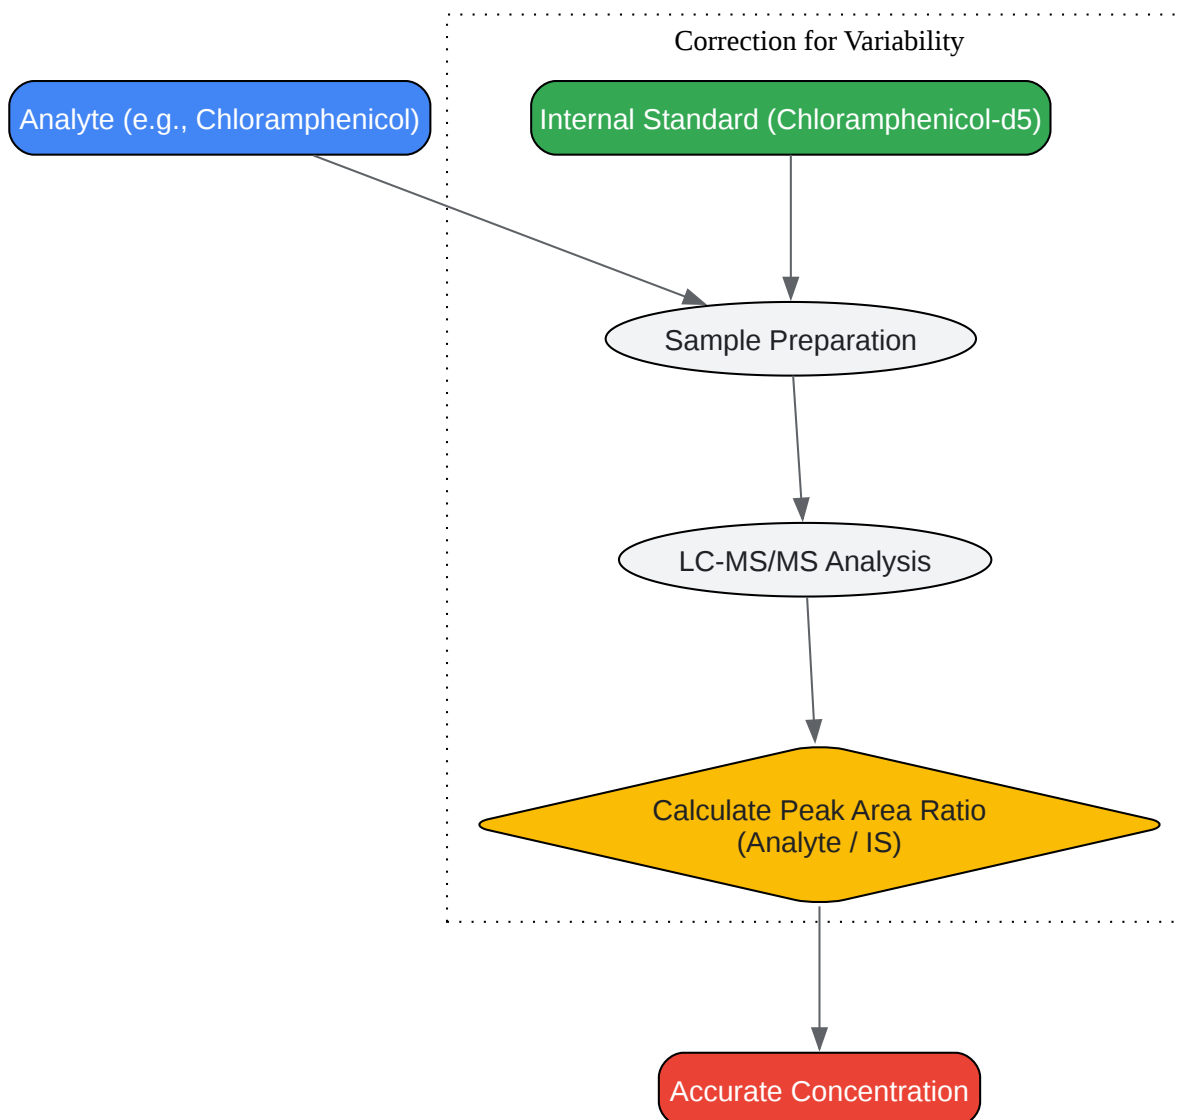 Correction for Variability
Analyte (e.g., Chloramphenicol)
Internal Standard (Chloramphenicol-d5)
Sample Preparation
LC-MS/MS Analysis
Calculate Peak Area Ratio
(Analyte / IS)
Accurate Concentration